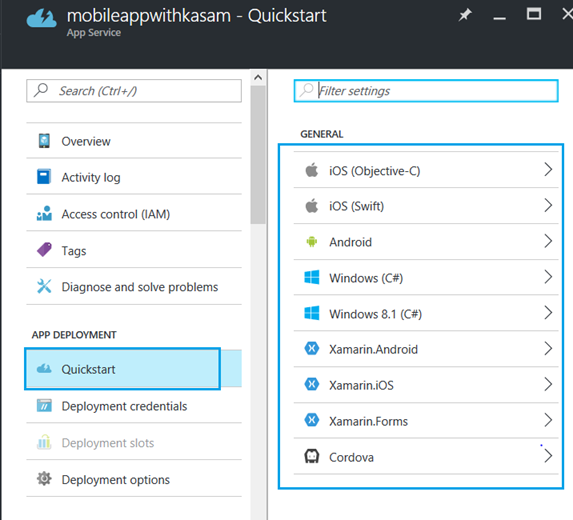 mobileappwithkasam - Quickstart
App Service
Search (Ctrl+/)
Overview
Activity log
Access control (IAM)
Tags
Diagnose and solve problems
APP DEPLOYMENT
Quickstart
Deployment credentials
Deployment slots
Deployment options
Filter settings
GENERAL
iOS (Objective-C)
iOS (Swift)
Android
Windows (C#)
Windows 8.1 (C#)
Xamarin.Android
Xamarin.iOS
Xamarin.Forms
Cordova